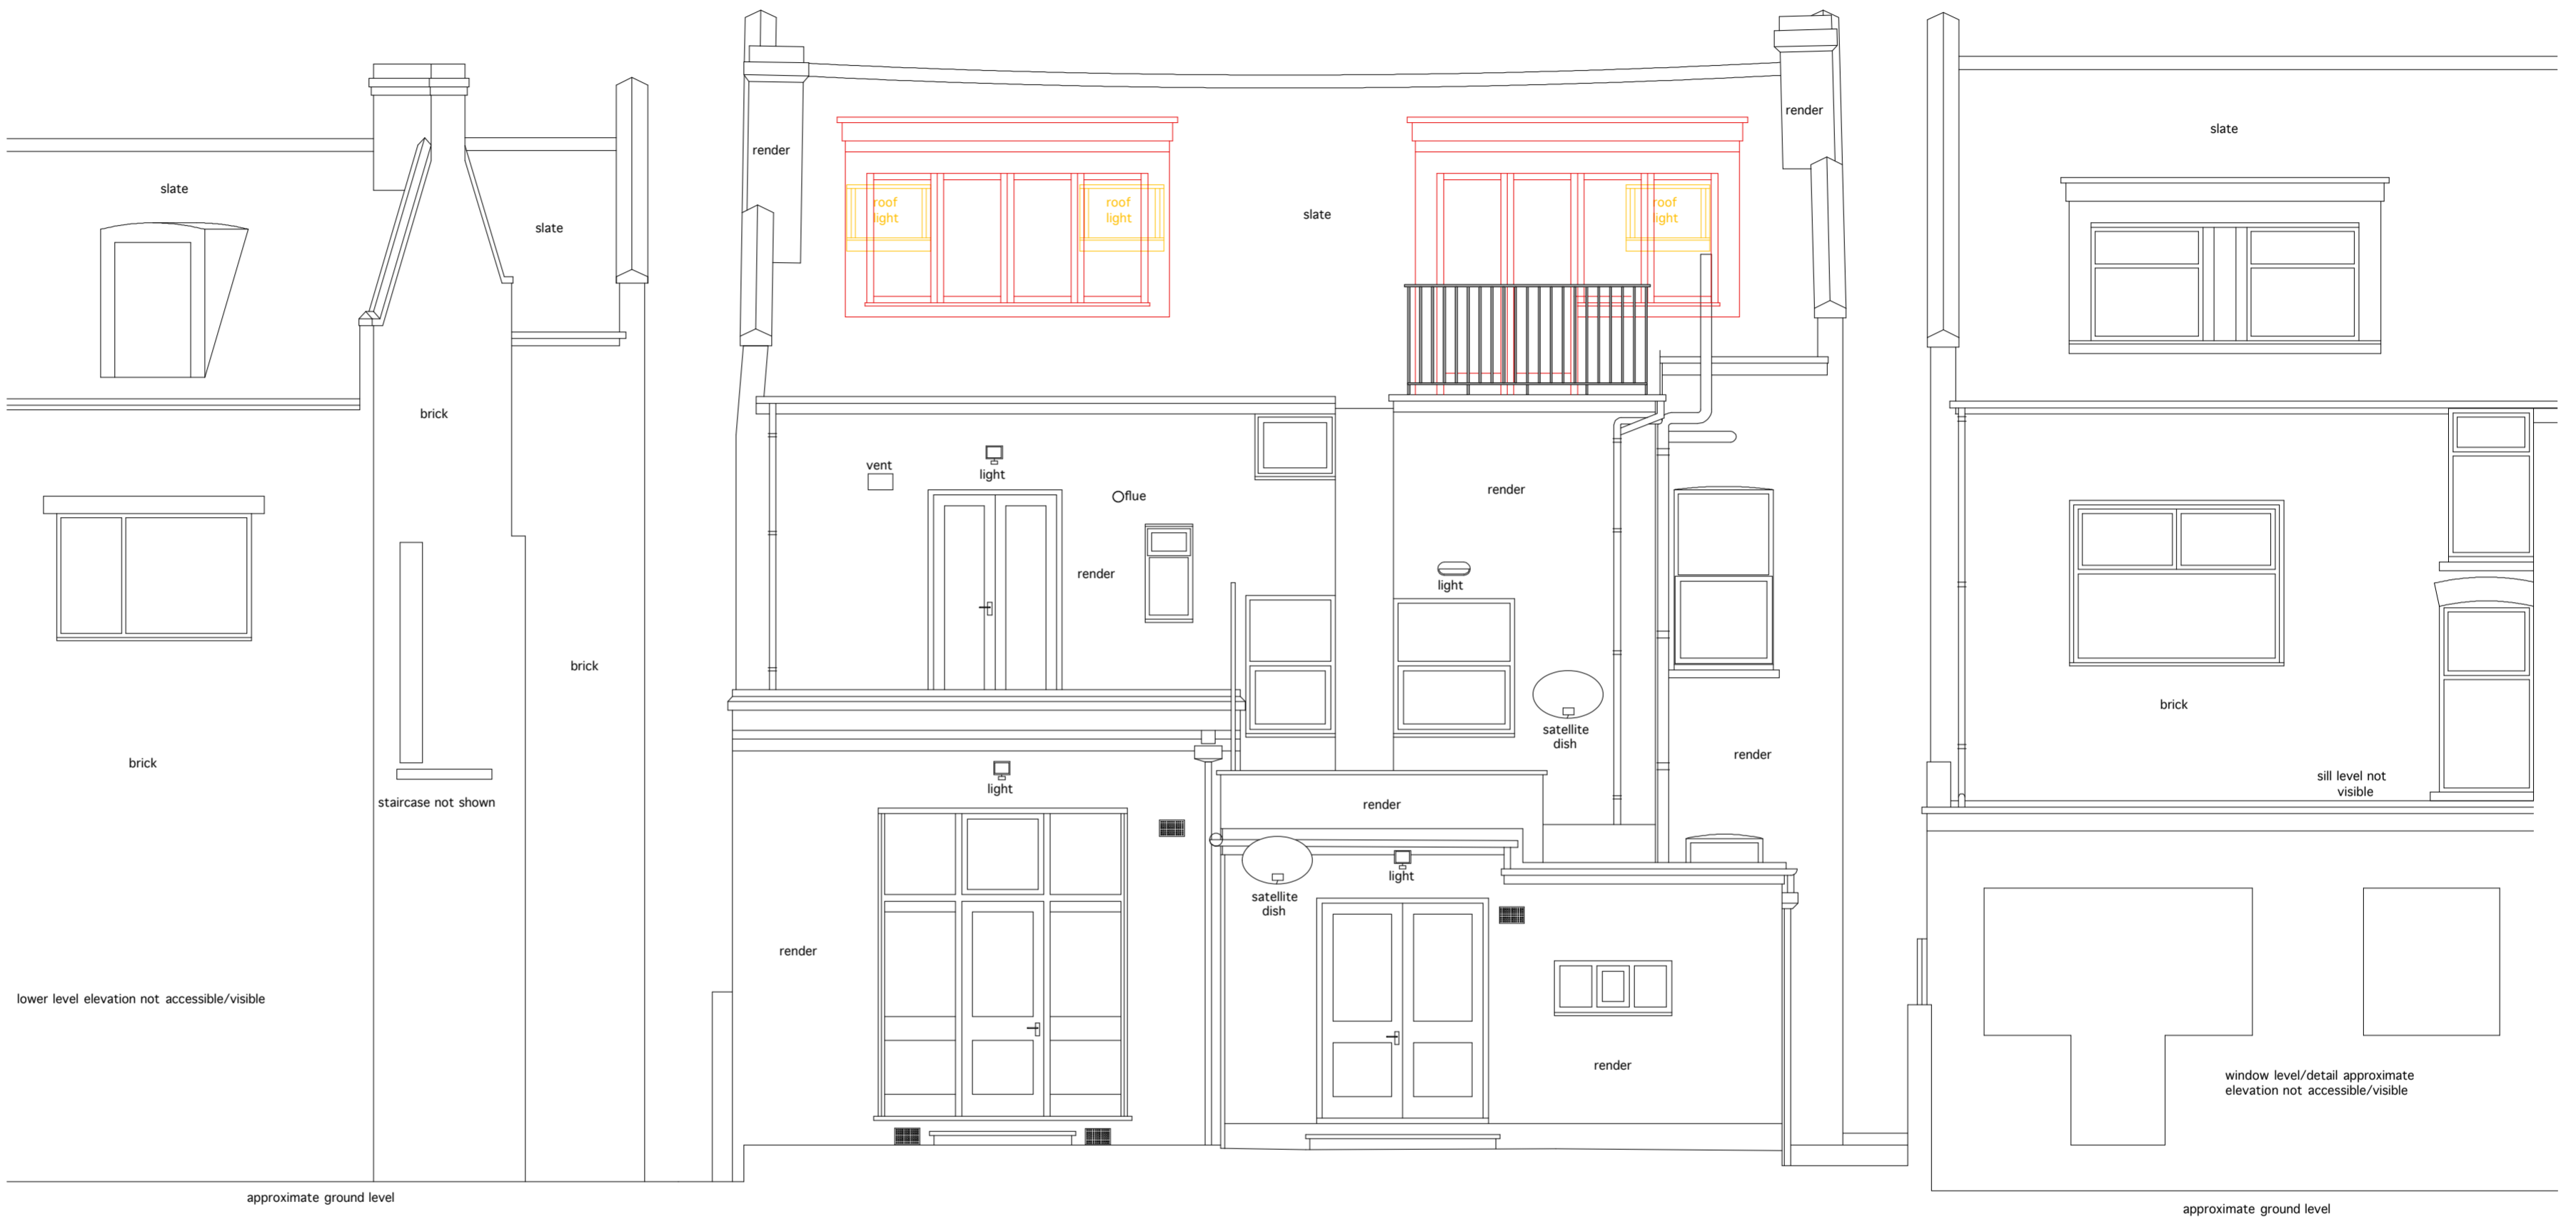 render
render
slate
slate
roof
light
roof
light
roof
light
slate
slate
brick
vent
light
flue
render
render
light
brick
brick
satellite
dish
render
brick
brick
staircase not shown
light
render
sill level not
visible
light
satellite
dish
render
lower level elevation not accessible/visible
render
window level/detail approximate
elevation not accessible/visible
approximate ground level
approximate ground level